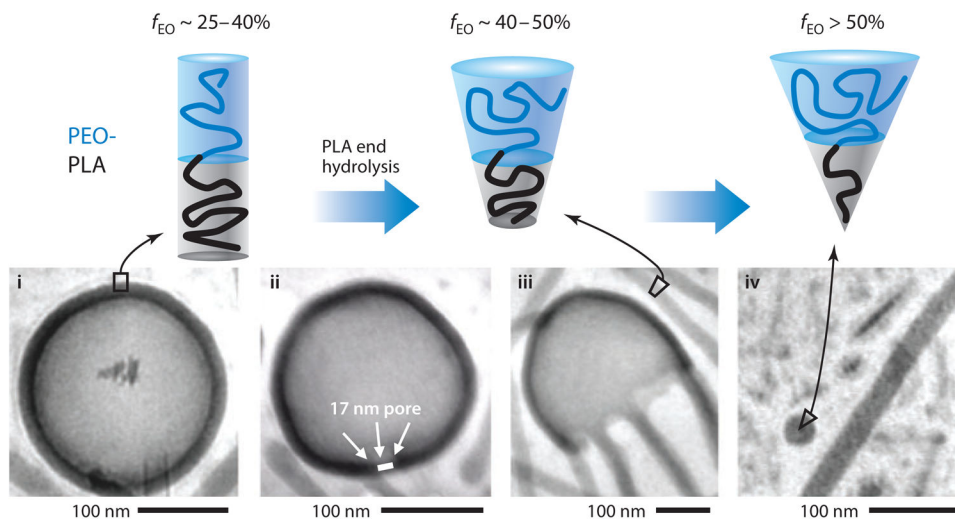 f_EO ~ 25–40%
f_EO ~ 40–50%
f_EO > 50%
PEO-
PLA
PLA end
hydrolysis
i
ii
iii
iv
17 nm pore
100 nm
100 nm
100 nm
100 nm